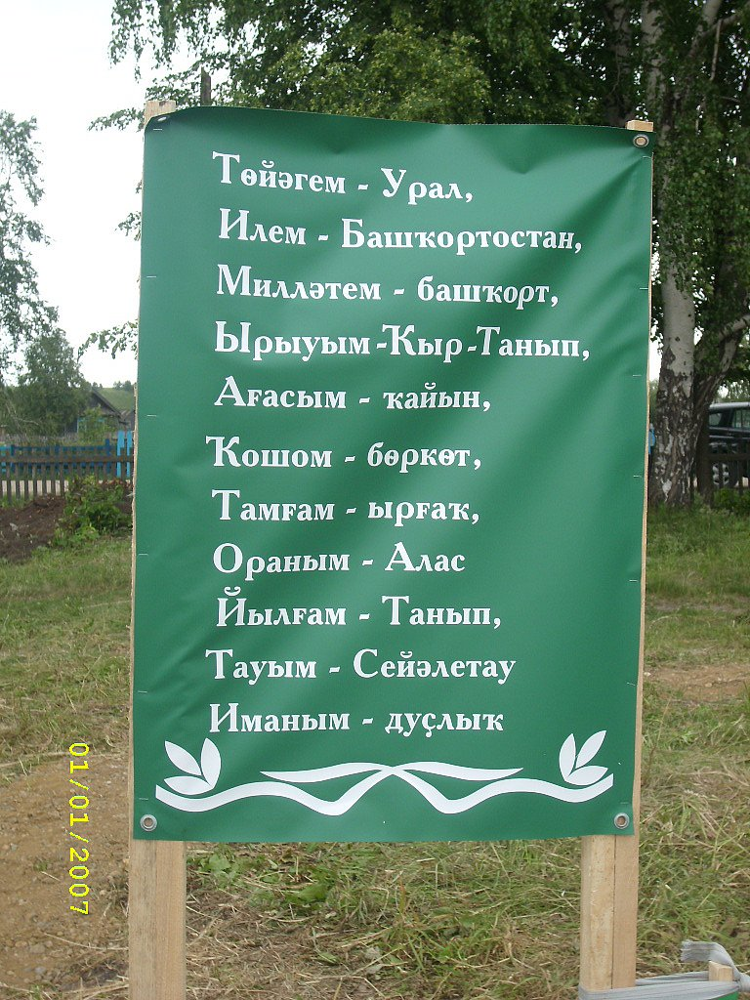 Төйәгем - Урал,
Илем - Башҡортостан,
Милләтем - башҡорт,
Ырыуым-Ҡыр-Танып,
Ағасым - ҡайын,
Ҡошом - бөркөт,
Тамғам - ырғаҡ,
Ораным - Алас
Йылғам - Танып,
Тауым - Сейәлетау
Иманым - дуҫлыҡ
01/01/2007